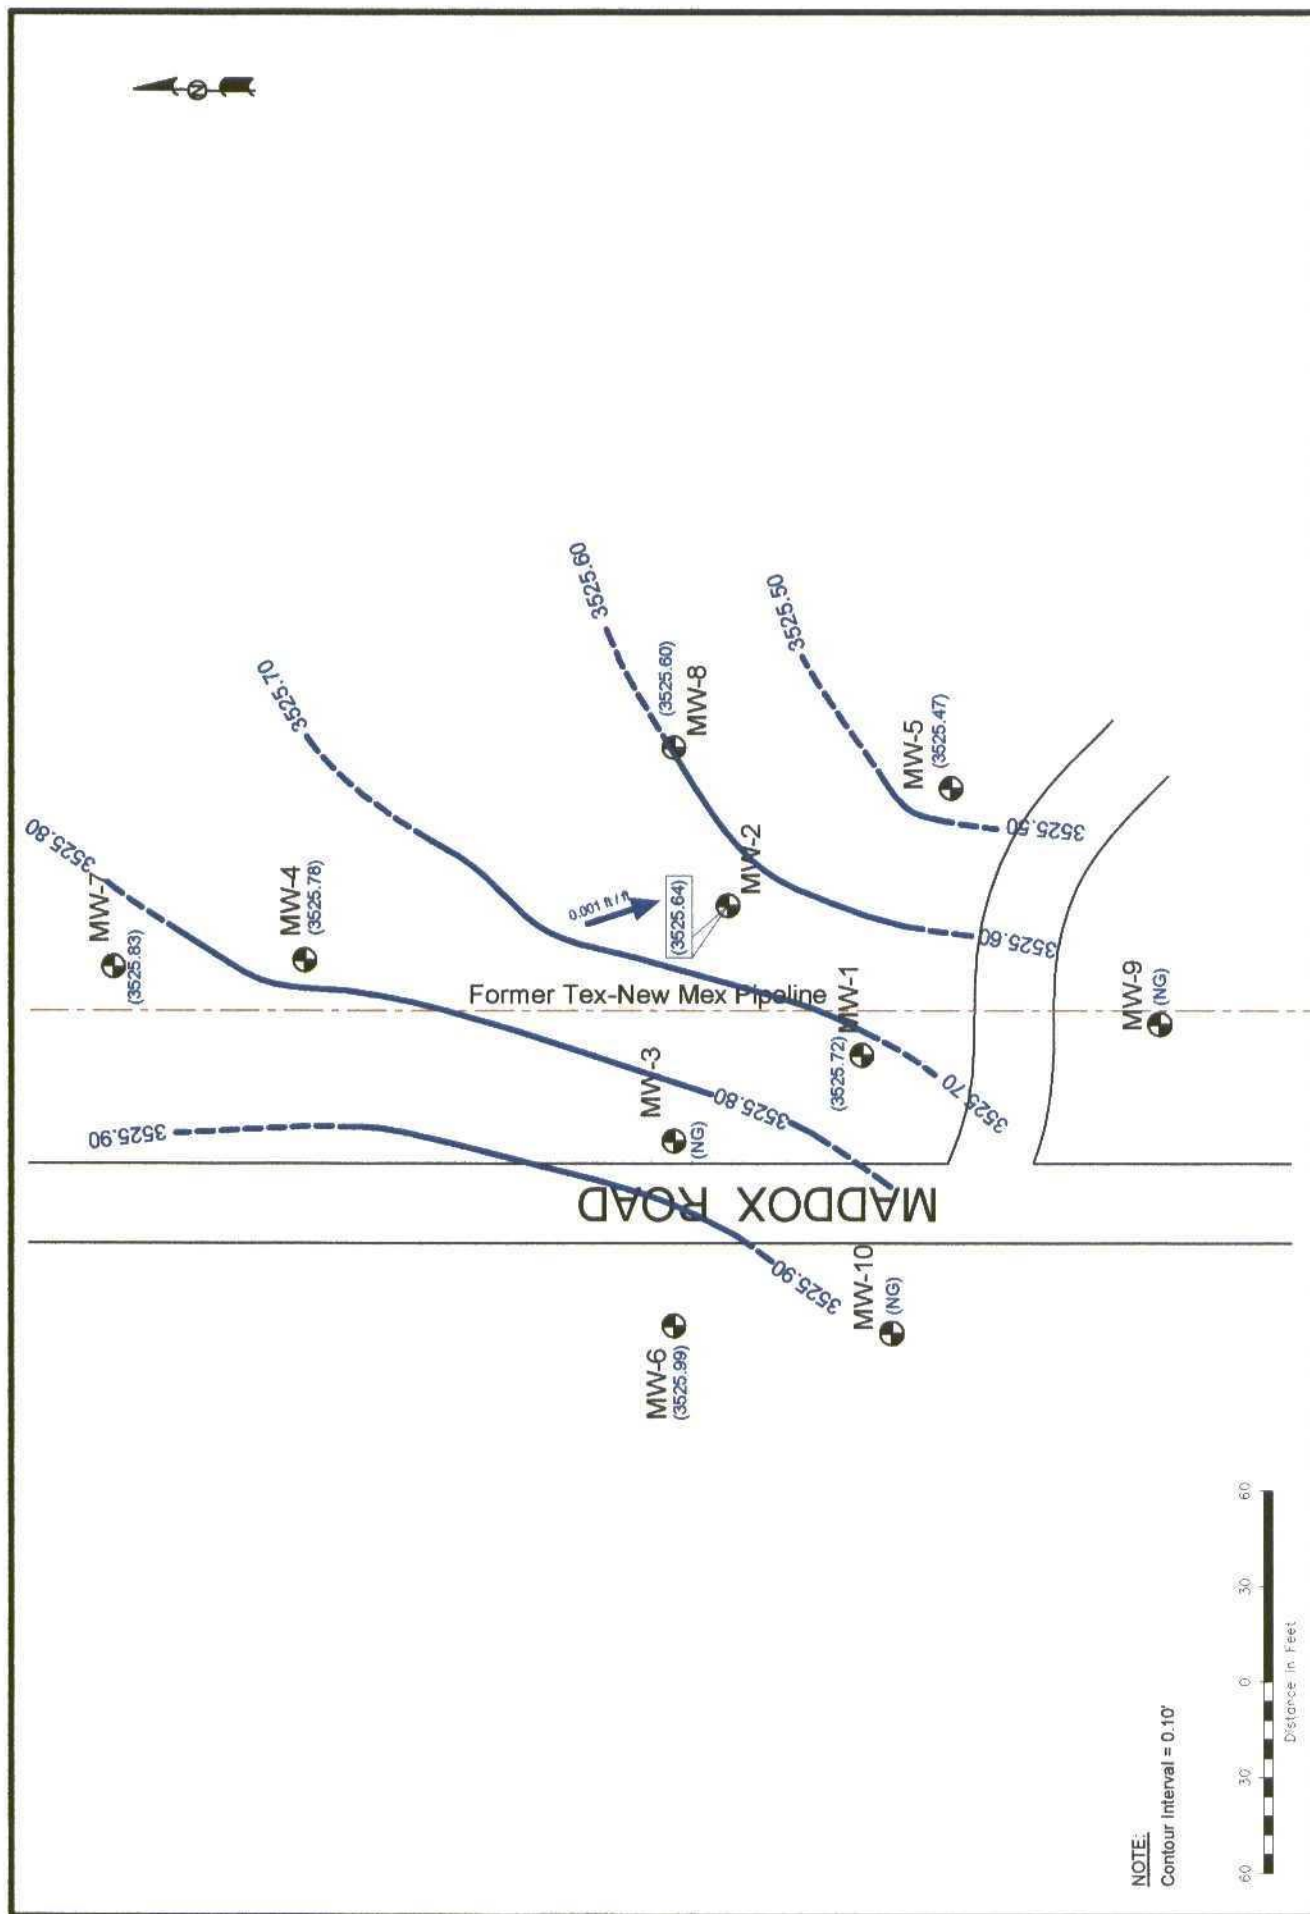 N
3525.80
MW-7
(3525.83)
MW-4
(3525.78)
3525.70
3525.90
3525.60
(3525.60)
MW-8
3525.50
MW-5
(3525.47)
3525.50
0.001 ft / ft
(3525.64)
MW-2
3525.60
Former Tex-New Mex Pipeline
MW-1
(3525.72)
3525.70
MW-9
(NG)
MW-3
(NG)
3525.80
MADDOX ROAD
3525.90
MW-10
(NG)
MW-6
(3525.99)
NOTE:
Contour Interval = 0.10'
60 30 0 30 60
Distance in Feet